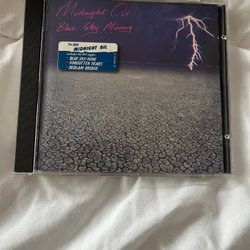 Midnight Oil
Blue Sky Mining
The NEW
MIDNIGHT OIL
• BLUE SKY MINE
• FORGOTTEN YEARS
• BEDLAM BRIDGE